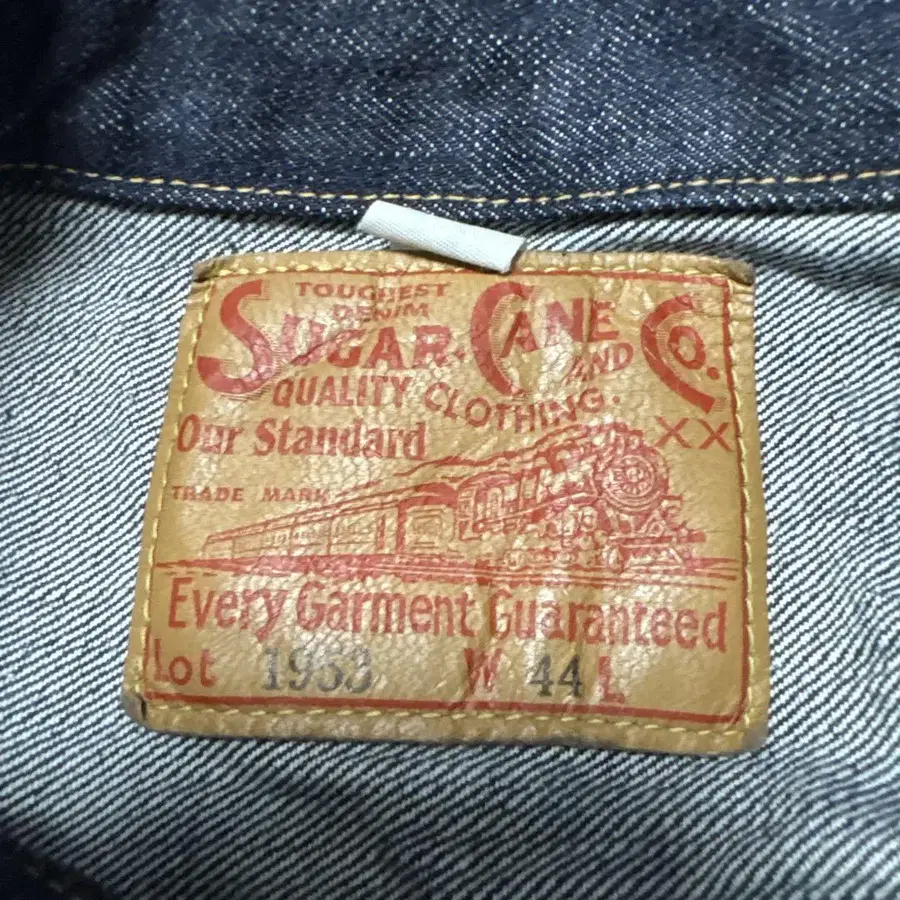 TOUGHEST
DENIM
SUGAR CANE CO.
AND
QUALITY CLOTHING.
Our Standard XX
TRADE MARK
Every Garment Guaranteed
Lot 1953 W 44 L